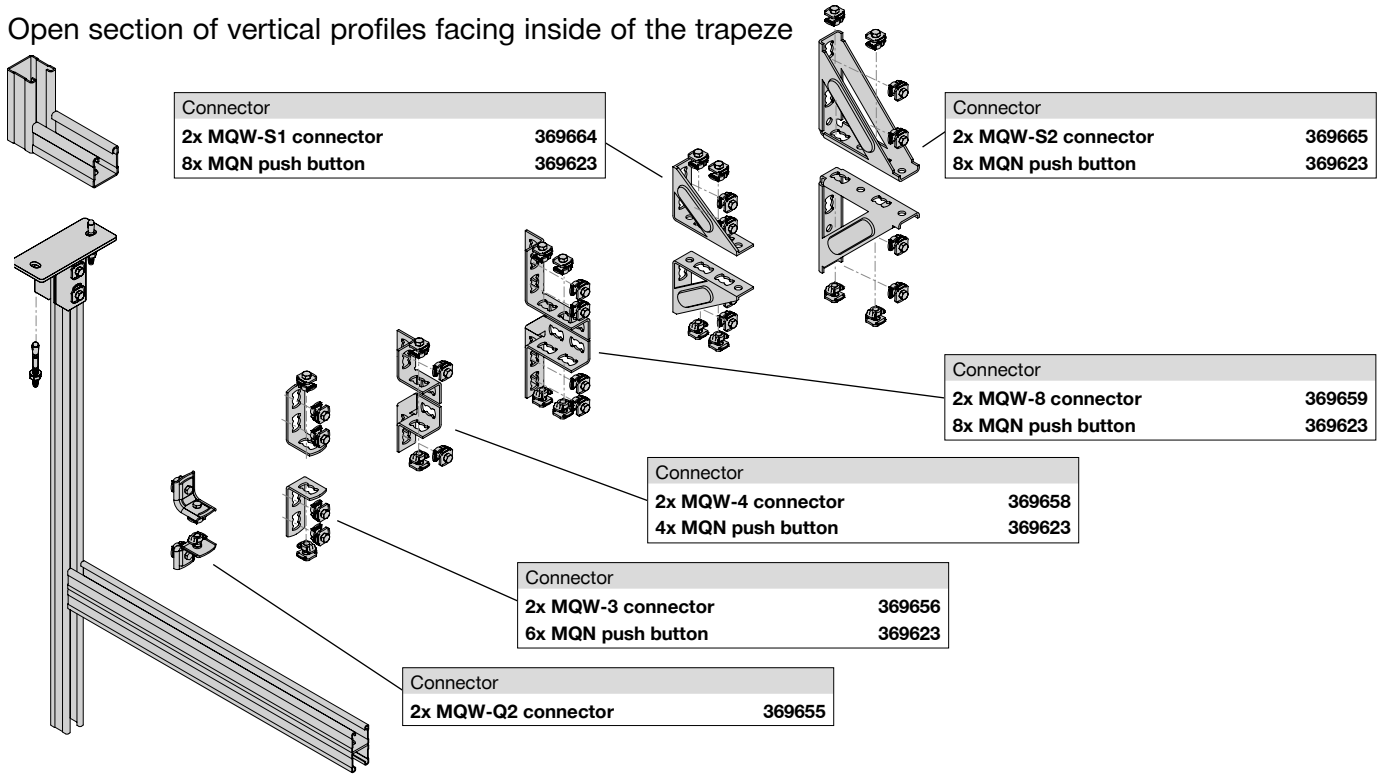 Open section of vertical profiles facing inside of the trapeze
Connector
2x MQW-S1 connector 369664
8x MQN push button 369623
Connector
2x MQW-S2 connector 369665
8x MQN push button 369623
Connector
2x MQW-8 connector 369659
8x MQN push button 369623
Connector
2x MQW-4 connector 369658
4x MQN push button 369623
Connector
2x MQW-3 connector 369656
6x MQN push button 369623
Connector
2x MQW-Q2 connector 369655